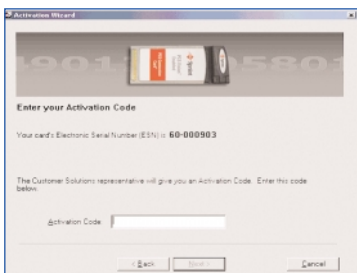 Activation Wizard
Sprint
Enter your Activation Code
Your card's Electronic Serial Number (ESN) is 60-000903
The Customer Solutions representative will give you an Activation Code. Enter this code
below.
Activation Code:
< Back
Next >
Cancel